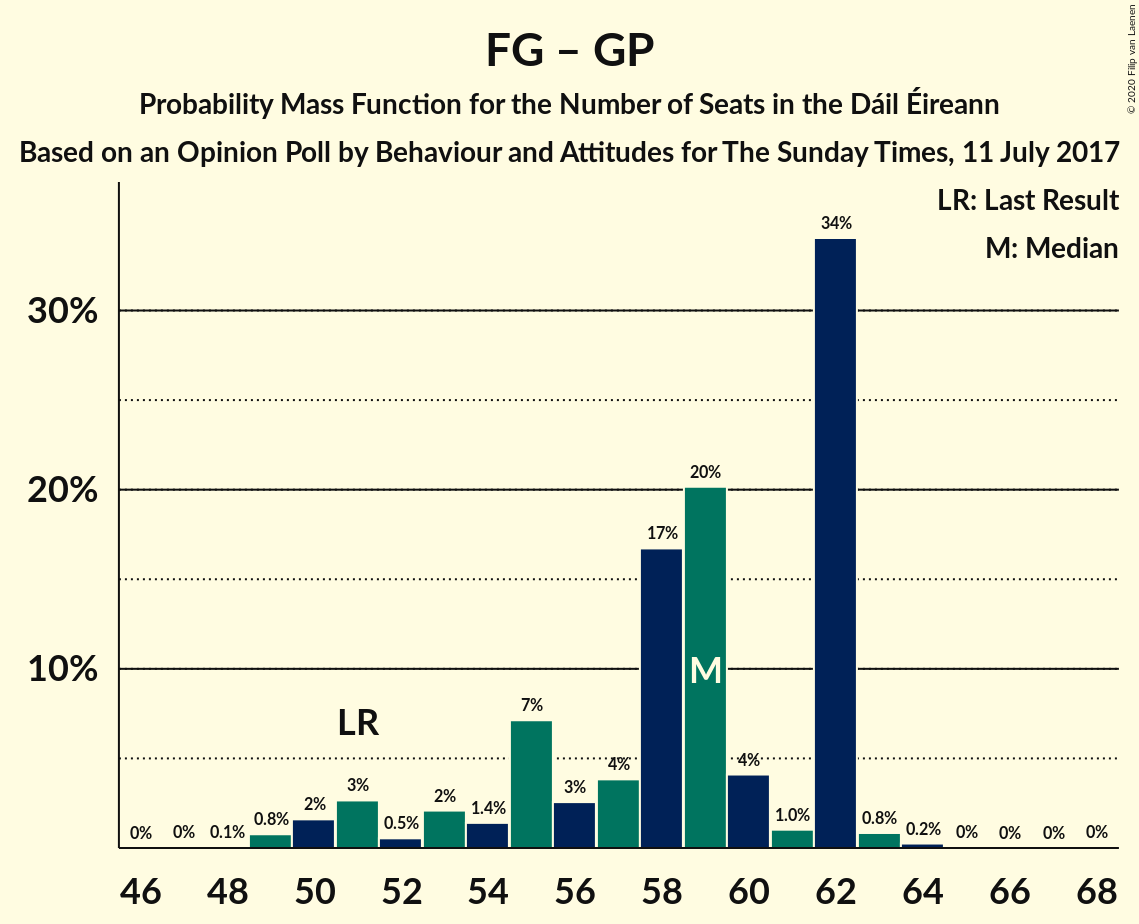 FG – GP
Probability Mass Function for the Number of Seats in the Dáil Éireann
Based on an Opinion Poll by Behaviour and Attitudes for The Sunday Times, 11 July 2017
© 2020 Filip van Laenen
LR: Last Result
M: Median
34%
30%
20%
20%
17%
10%
M
LR
7%
4%
4%
3%
3%
2%
2%
1.4%
1.0%
0.8%
0.8%
0.5%
0.2%
0%
0%
0.1%
0%
0%
0%
0%
46 48 50 52 54 56 58 60 62 64 66 68